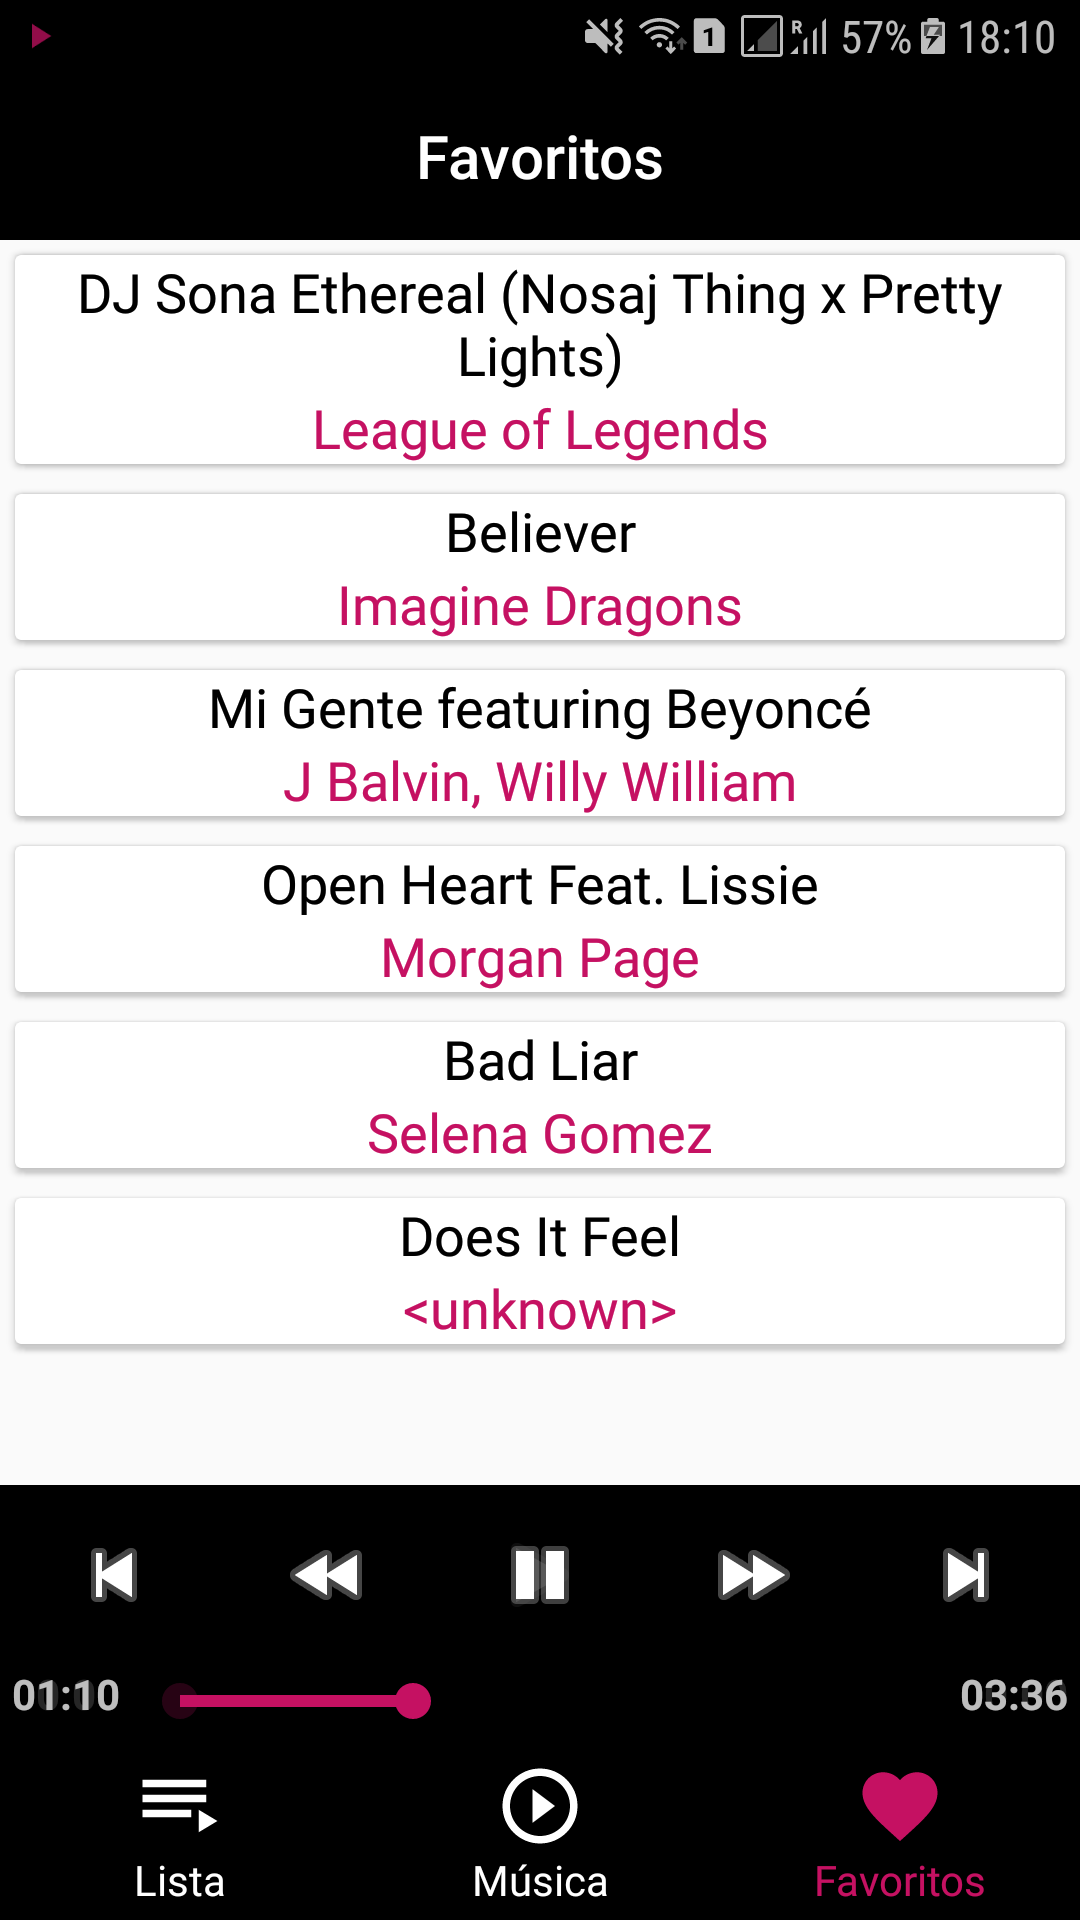 1 R 57% 18:10
Favoritos
DJ Sona Ethereal (Nosaj Thing x Pretty
Lights)
League of Legends
Believer
Imagine Dragons
Mi Gente featuring Beyoncé
J Balvin, Willy William
Open Heart Feat. Lissie
Morgan Page
Bad Liar
Selena Gomez
Does It Feel
<unknown>
01:10 03:36
Lista Música Favoritos